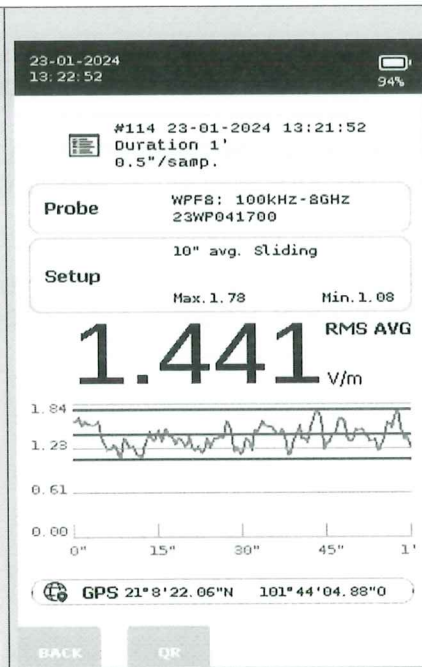 23-01-2024
13:22:52
94%
#114 23-01-2024 13:21:52
Duration 1'
0.5"/samp.
Probe
WPF8: 100kHz-8GHz
23WP041700
Setup
10" avg. Sliding
Max.1.78 Min.1.08
1.441 RMS AVG
V/m
1.84
1.23
0.61
0.00
0" 15" 30" 45" 1'
GPS 21°8'22.06"N 101°44'04.88"O
BACK QR